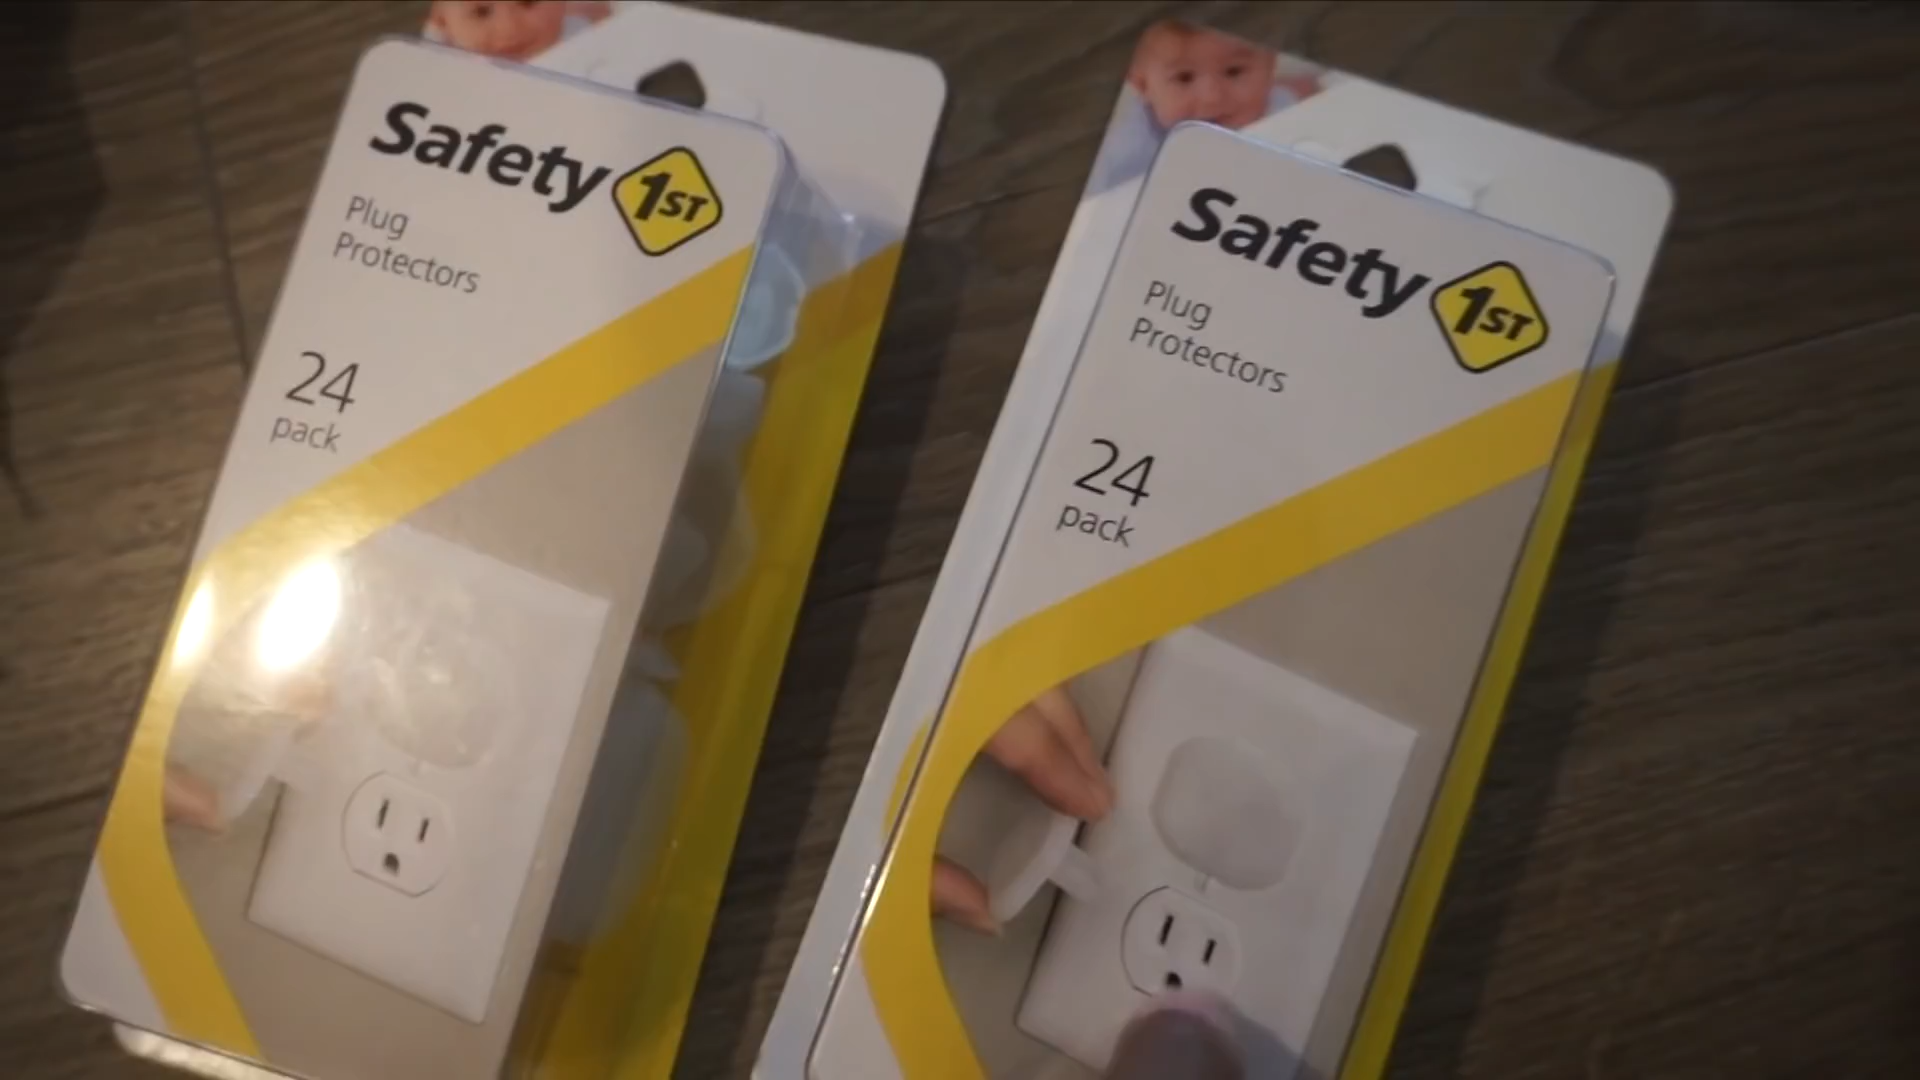 Safety 1ST
Plug
Protectors
24
pack
Safety 1ST
Plug
Protectors
24
pack